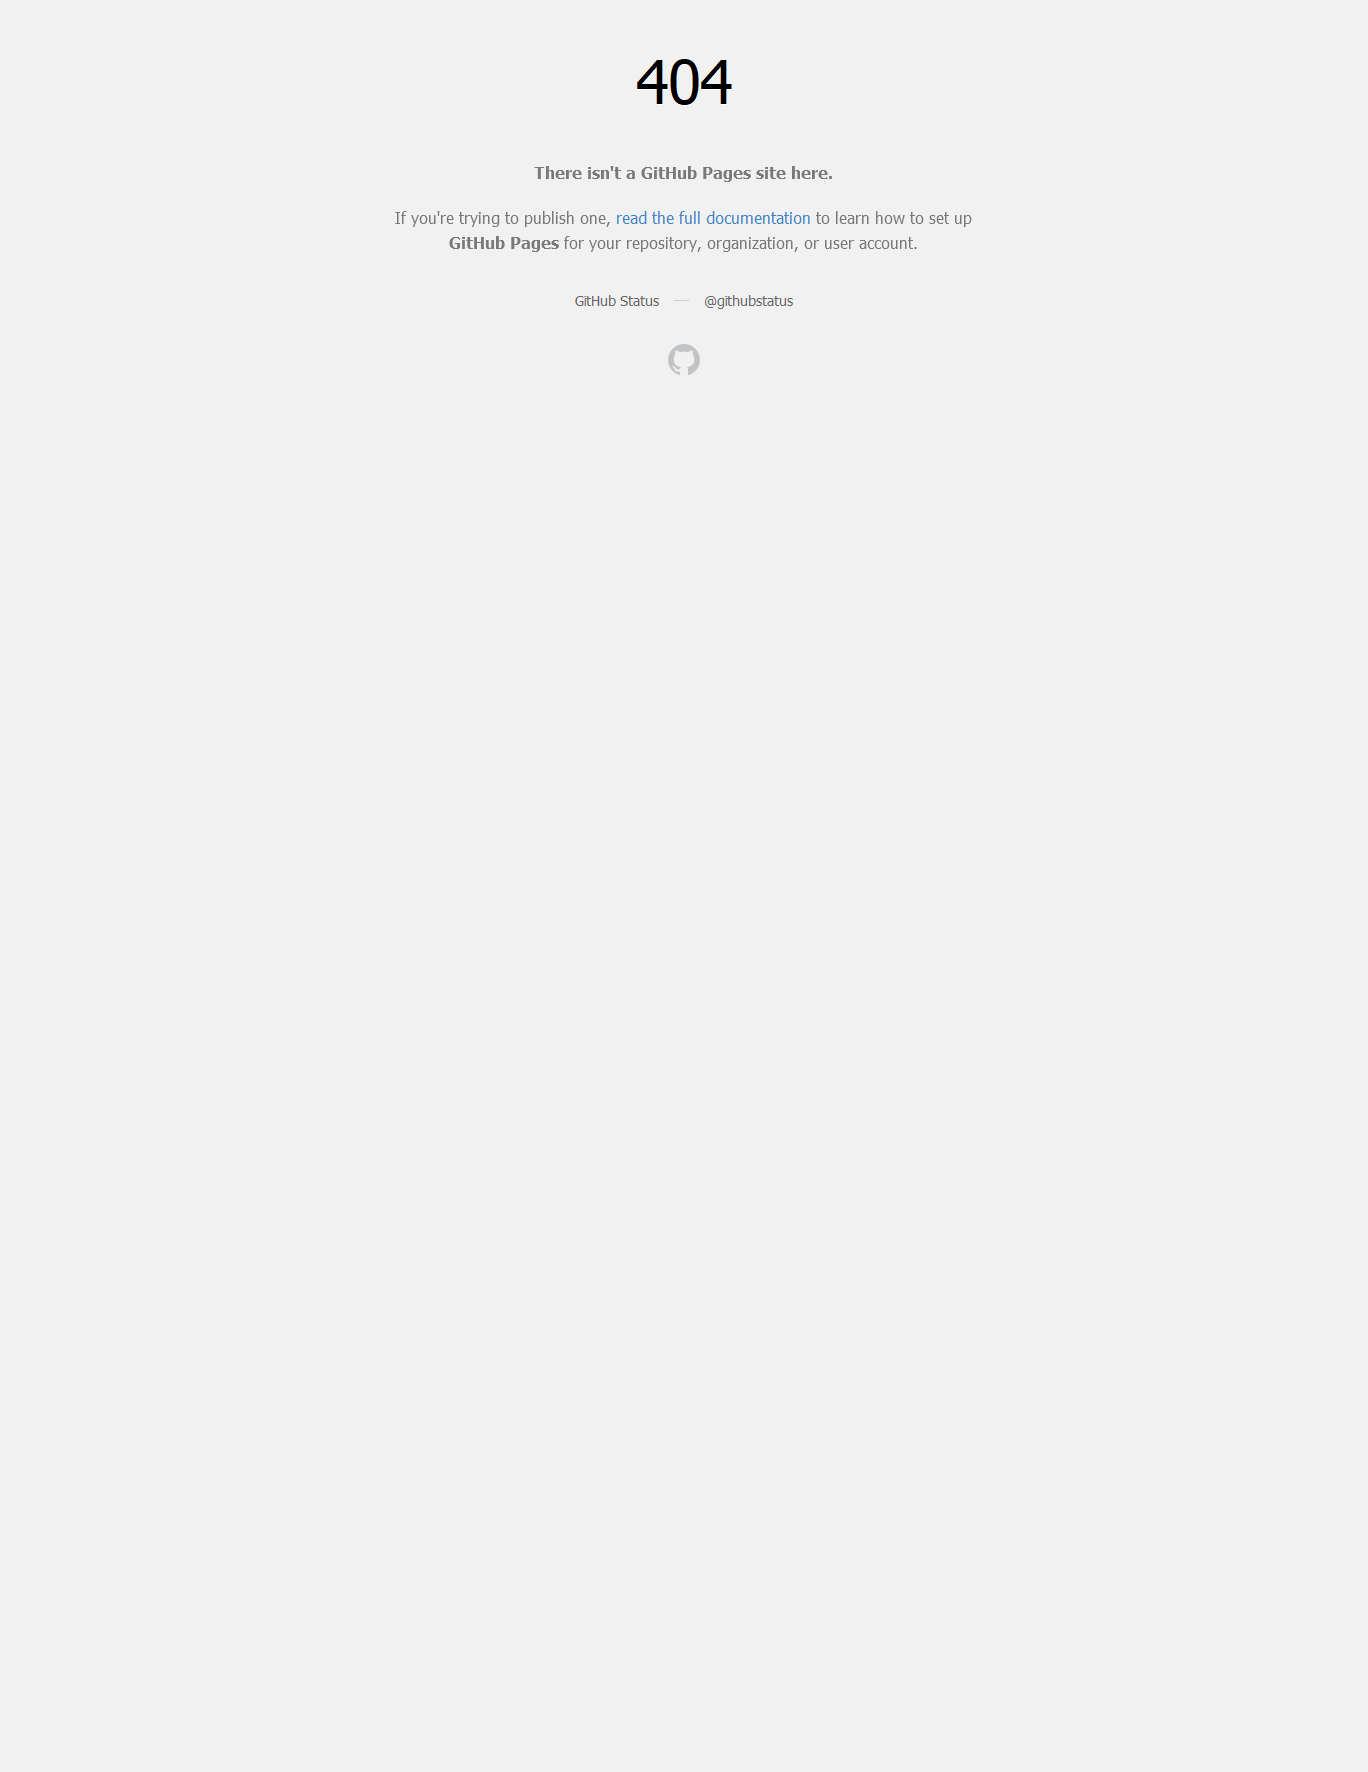 404
There isn't a GitHub Pages site here.
If you're trying to publish one, read the full documentation to learn how to set up
GitHub Pages for your repository, organization, or user account.
GitHub Status — @githubstatus